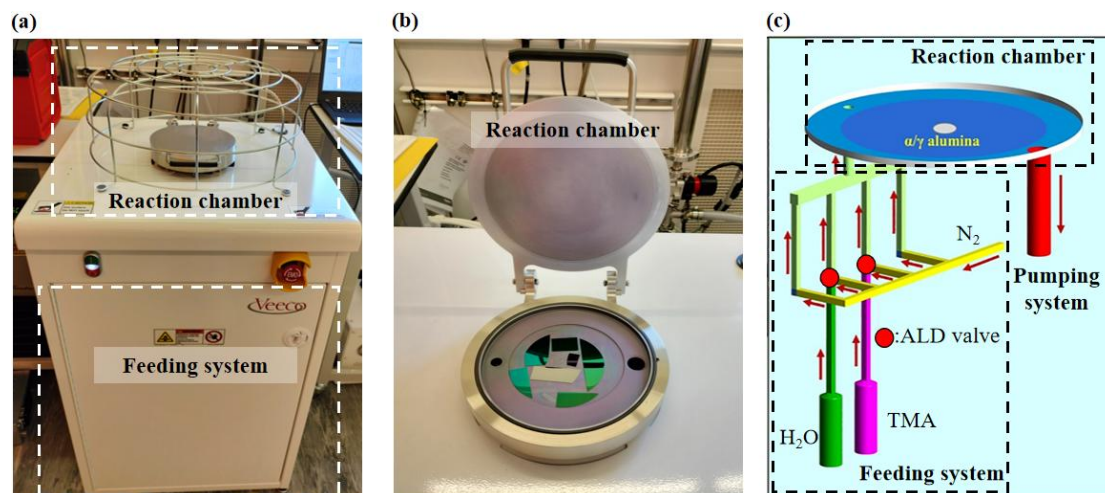 (a)
(b)
(c)
Reaction chamber
Veeco
Feeding system
Reaction chamber
Reaction chamber
α/γ alumina
N₂
Pumping
system
:ALD valve
H₂O
TMA
Feeding system